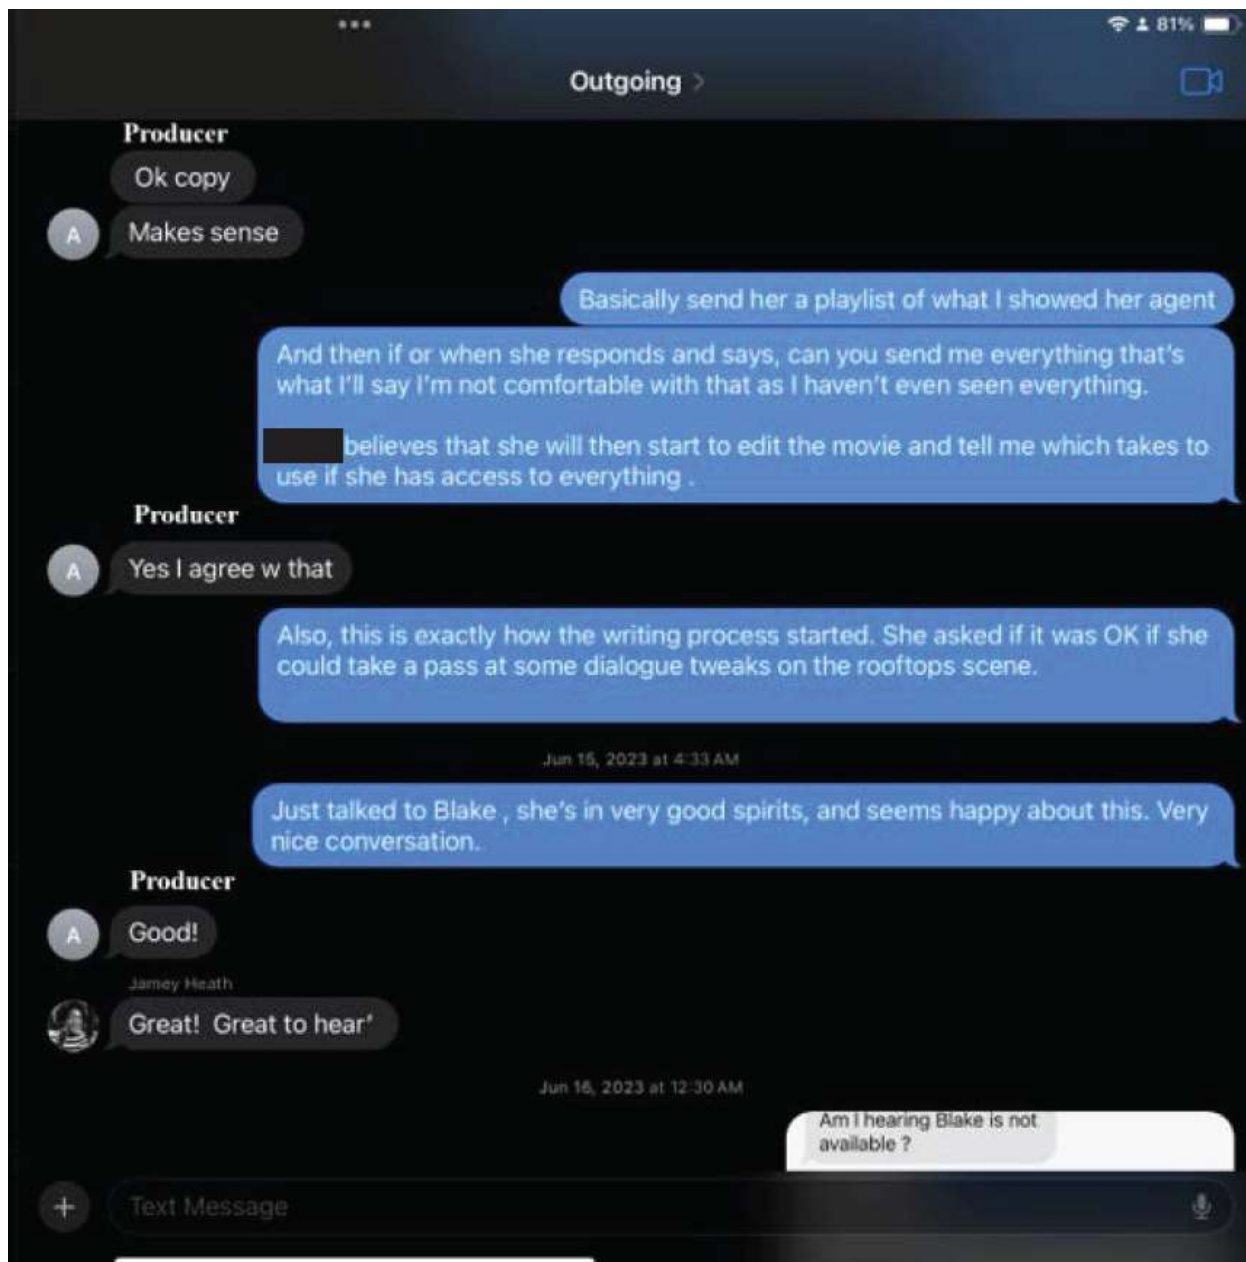 81%
Outgoing >
Producer
Ok copy
A
Makes sense
Basically send her a playlist of what I showed her agent
And then if or when she responds and says, can you send me everything that's
what I'll say I'm not comfortable with that as I haven't even seen everything.
believes that she will then start to edit the movie and tell me which takes to
use if she has access to everything .
Producer
A
Yes I agree w that
Also, this is exactly how the writing process started. She asked if it was OK if she
could take a pass at some dialogue tweaks on the rooftops scene.
Jun 15, 2023 at 4:33 AM
Just talked to Blake , she's in very good spirits, and seems happy about this. Very
nice conversation.
Producer
A
Good!
Jamey Heath
Great! Great to hear'
Jun 16, 2023 at 12:30 AM
Am I hearing Blake is not
available ?
+
Text Message